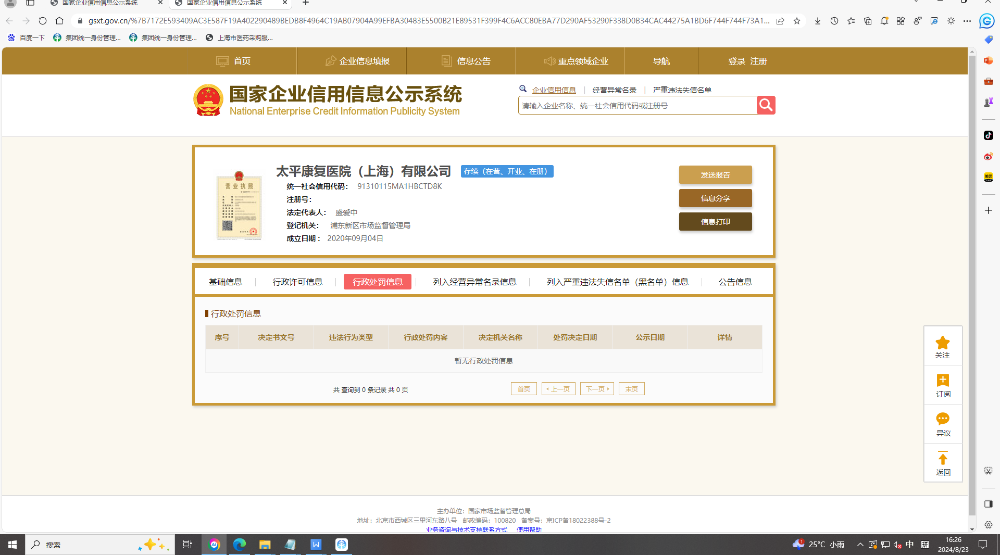 国家企业信用信息公示系统
国家企业信用信息公示系统
gsxt.gov.cn/%7B7172E593409AC3E587F19A402290489BEDB8F4964C19AB07904A99EFBA30483E5500B21E89531F399F4C6ACC80EBA77D290AF53290F338D0B34CAC44275A1BD6F744F744F73A1...
百度一下 集团统一身份管理... 集团统一身份管理... 上海市医药采购服...
首页 企业信息填报 信息公告 重点领域企业 导航 登录 注册
国家企业信用信息公示系统
National Enterprise Credit Information Publicity System
企业信用信息 | 经营异常名录 | 严重违法失信名单
请输入企业名称、统一社会信用代码或注册号
太平康复医院（上海）有限公司 存续（在营、开业、在册）
营业执照
统一社会信用代码： 91310115MA1HBCTD8K
注册号：
法定代表人： 盛爱中
登记机关： 浦东新区市场监督管理局
成立日期： 2020年09月04日
发送报告
信息分享
信息打印
基础信息 行政许可信息 行政处罚信息 列入经营异常名录信息 列入严重违法失信名单（黑名单）信息 公告信息
行政处罚信息
序号 决定书文号 违法行为类型 行政处罚内容 决定机关名称 处罚决定日期 公示日期 详情
暂无行政处罚信息
共 查询到 0 条记录 共 0 页 首页 上一页 下一页 末页
关注
订阅
异议
返回
主办单位：国家市场监督管理总局
地址：北京市西城区三里河东路八号 邮政编码：100820 备案号：京ICP备18022388号-2
业务咨询与技术支持联系方式 使用帮助
搜索
25°C 小雨
中
拼
16:26
2024/8/23